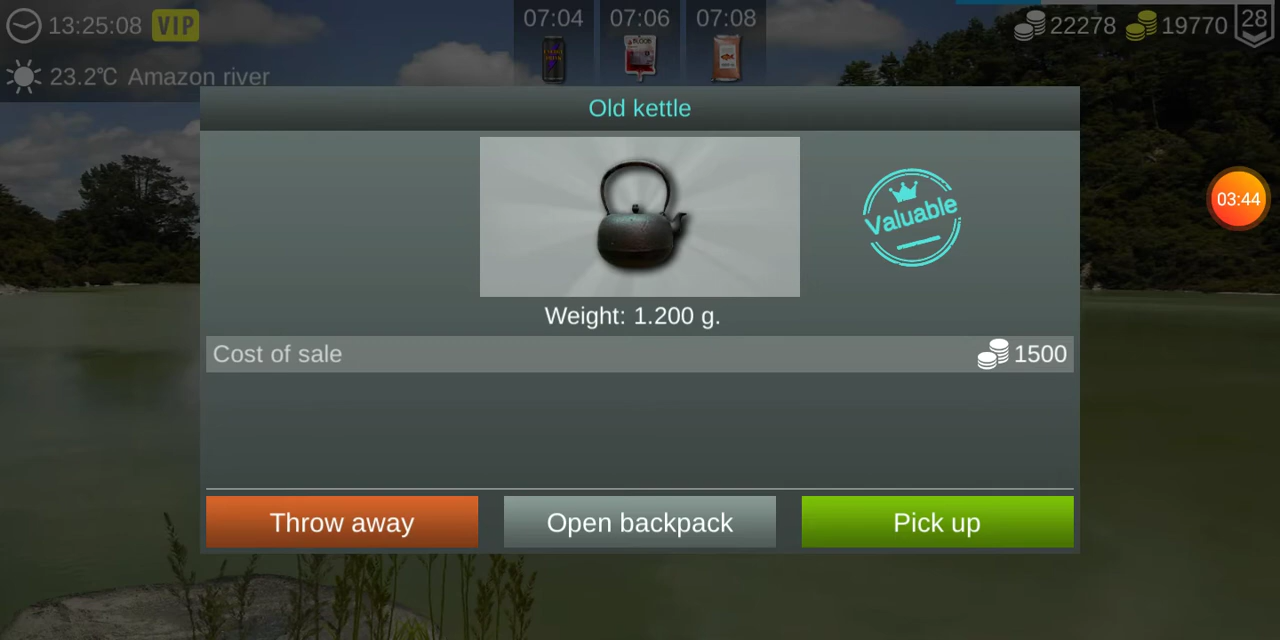 13:25:08 VIP
07:04 07:06 07:08
22278 19770 28
23.2℃ Amazon river
Old kettle
Valuable
03:44
Weight: 1.200 g.
Cost of sale 1500
Throw away Open backpack Pick up